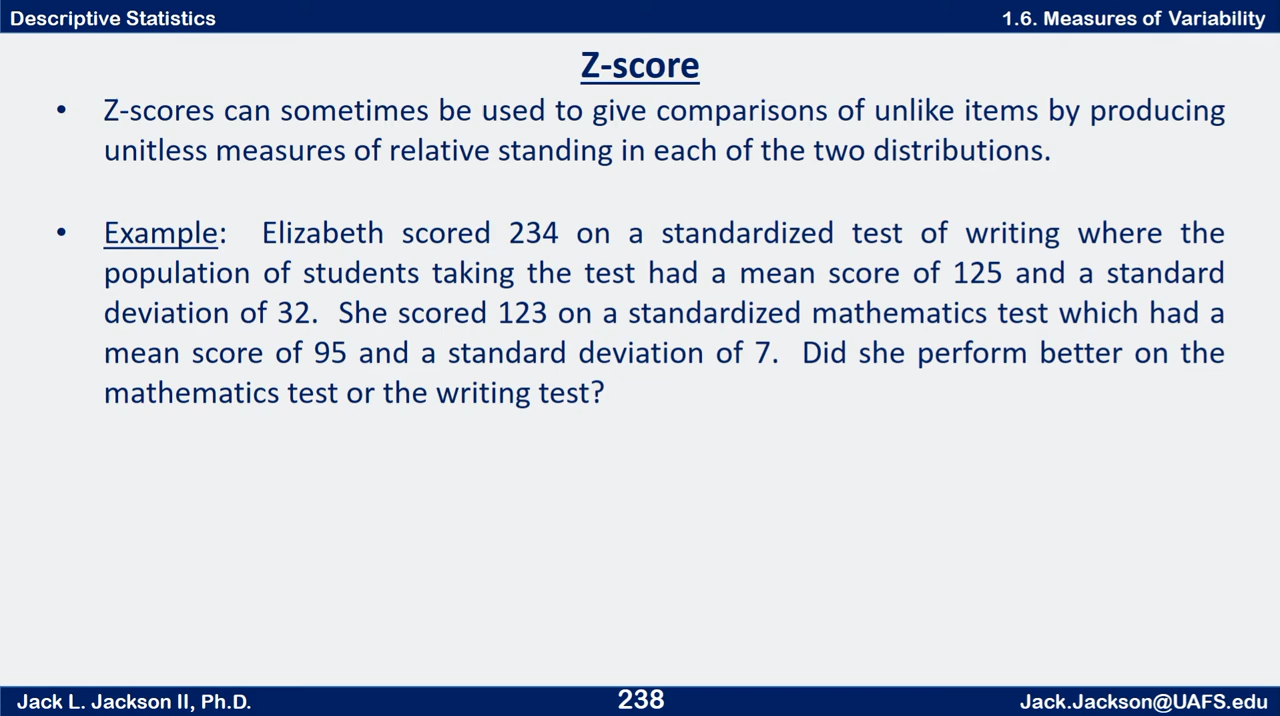 Descriptive Statistics
1.6. Measures of Variability
Z-score
• Z-scores can sometimes be used to give comparisons of unlike items by producing
unitless measures of relative standing in each of the two distributions.
• Example: Elizabeth scored 234 on a standardized test of writing where the
population of students taking the test had a mean score of 125 and a standard
deviation of 32. She scored 123 on a standardized mathematics test which had a
mean score of 95 and a standard deviation of 7. Did she perform better on the
mathematics test or the writing test?
Jack L. Jackson II, Ph.D.
238
Jack.Jackson@UAFS.edu